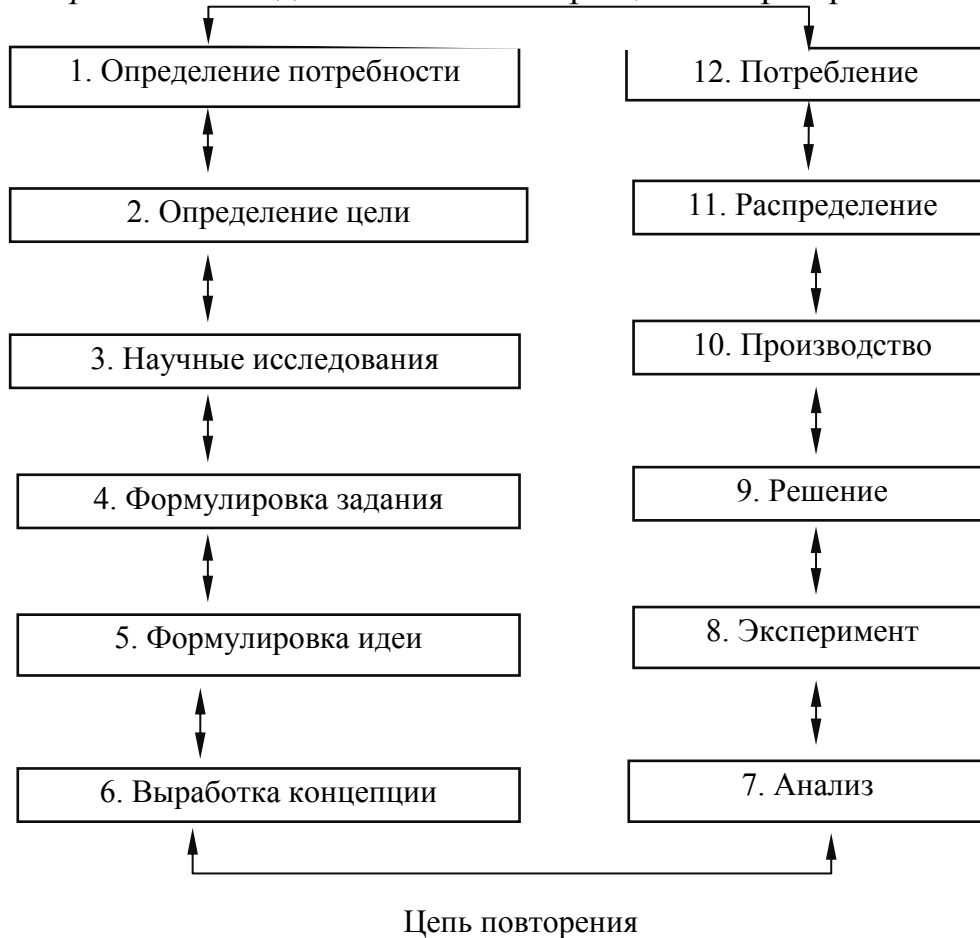 1. Определение потребности
2. Определение цели
3. Научные исследования
4. Формулировка задания
5. Формулировка идеи
6. Выработка концепции
12. Потребление
11. Распределение
10. Производство
9. Решение
8. Эксперимент
7. Анализ
Цепь повторения